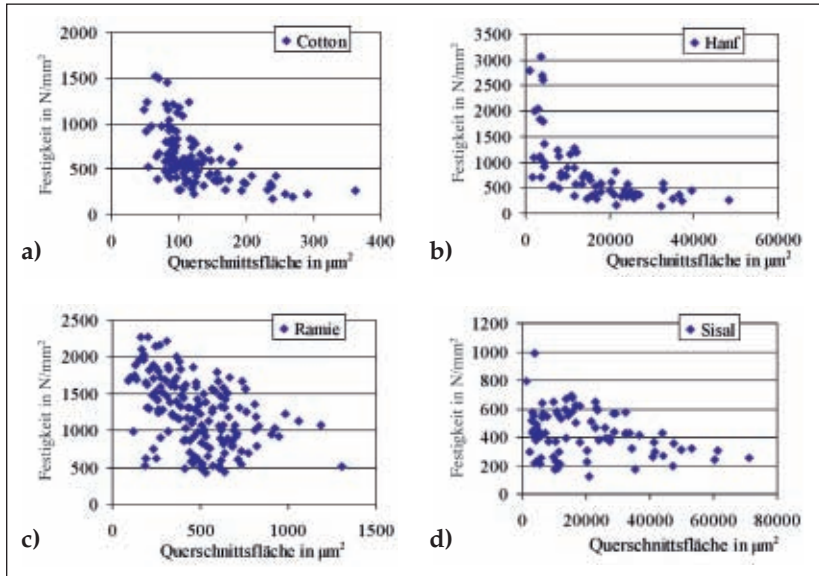 2000
1500
1000
500
0
Festigkeit in N/mm²
Cotton
0 100 200 300 400
a)
Querschnittsfläche in µm²
3500
3000
2500
2000
1500
1000
500
0
Festigkeit in N/mm²
Hanf
0 20000 40000 60000
b)
Querschnittsfläche in µm²
2500
2000
1500
1000
500
0
Festigkeit in N/mm²
Ramie
0 500 1000 1500
c)
Querschnittsfläche in µm²
1200
1000
800
600
400
200
0
Festigkeit in N/mm²
Sisal
0 20000 40000 60000 80000
d)
Querschnittsfläche in µm²